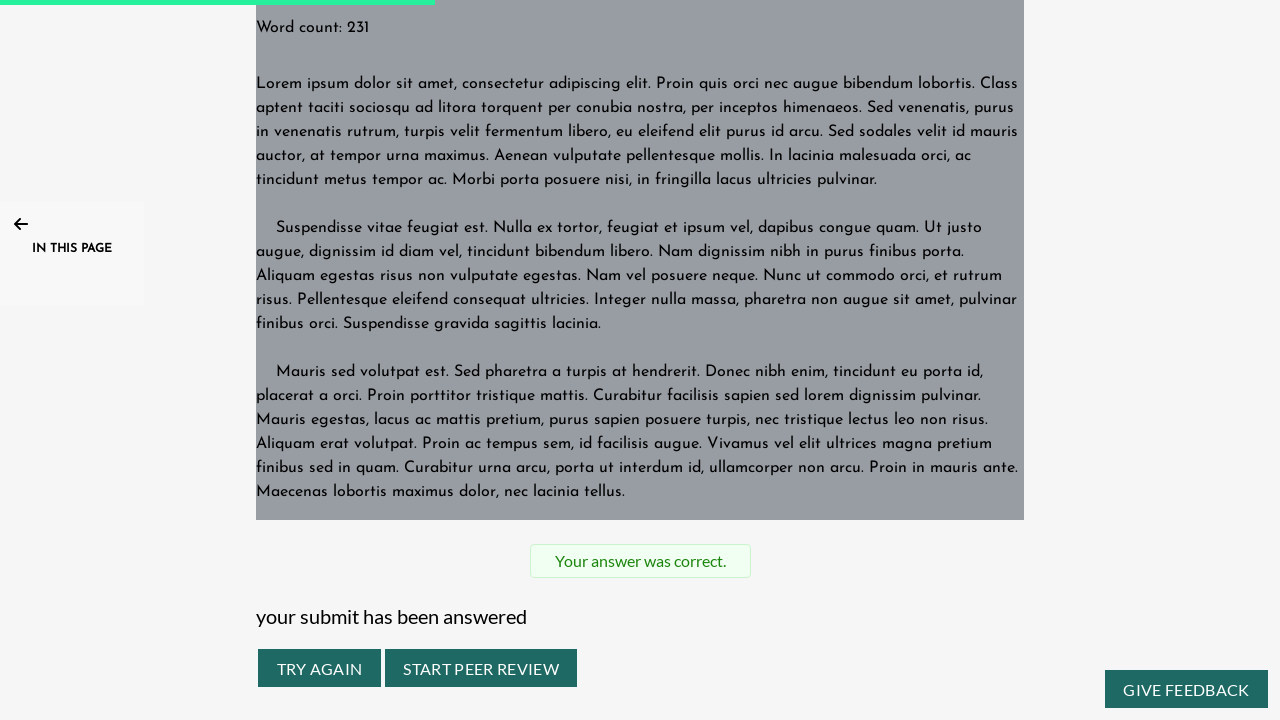 Word count: 231
Lorem ipsum dolor sit amet, consectetur adipiscing elit. Proin quis orci nec augue bibendum lobortis. Class
aptent taciti sociosqu ad litora torquent per conubia nostra, per inceptos himenaeos. Sed venenatis, purus
in venenatis rutrum, turpis velit fermentum libero, eu eleifend elit purus id arcu. Sed sodales velit id mauris
auctor, at tempor urna maximus. Aenean vulputate pellentesque mollis. In lacinia malesuada orci, ac
tincidunt metus tempor ac. Morbi porta posuere nisi, in fringilla lacus ultricies pulvinar.
IN THIS PAGE
Suspendisse vitae feugiat est. Nulla ex tortor, feugiat et ipsum vel, dapibus congue quam. Ut justo
augue, dignissim id diam vel, tincidunt bibendum libero. Nam dignissim nibh in purus finibus porta.
Aliquam egestas risus non vulputate egestas. Nam vel posuere neque. Nunc ut commodo orci, et rutrum
risus. Pellentesque eleifend consequat ultricies. Integer nulla massa, pharetra non augue sit amet, pulvinar
finibus orci. Suspendisse gravida sagittis lacinia.
Mauris sed volutpat est. Sed pharetra a turpis at hendrerit. Donec nibh enim, tincidunt eu porta id,
placerat a orci. Proin porttitor tristique mattis. Curabitur facilisis sapien sed lorem dignissim pulvinar.
Mauris egestas, lacus ac mattis pretium, purus sapien posuere turpis, nec tristique lectus leo non risus.
Aliquam erat volutpat. Proin ac tempus sem, id facilisis augue. Vivamus vel elit ultrices magna pretium
finibus sed in quam. Curabitur urna arcu, porta ut interdum id, ullamcorper non arcu. Proin in mauris ante.
Maecenas lobortis maximus dolor, nec lacinia tellus.
Your answer was correct.
your submit has been answered
TRY AGAIN
START PEER REVIEW
GIVE FEEDBACK